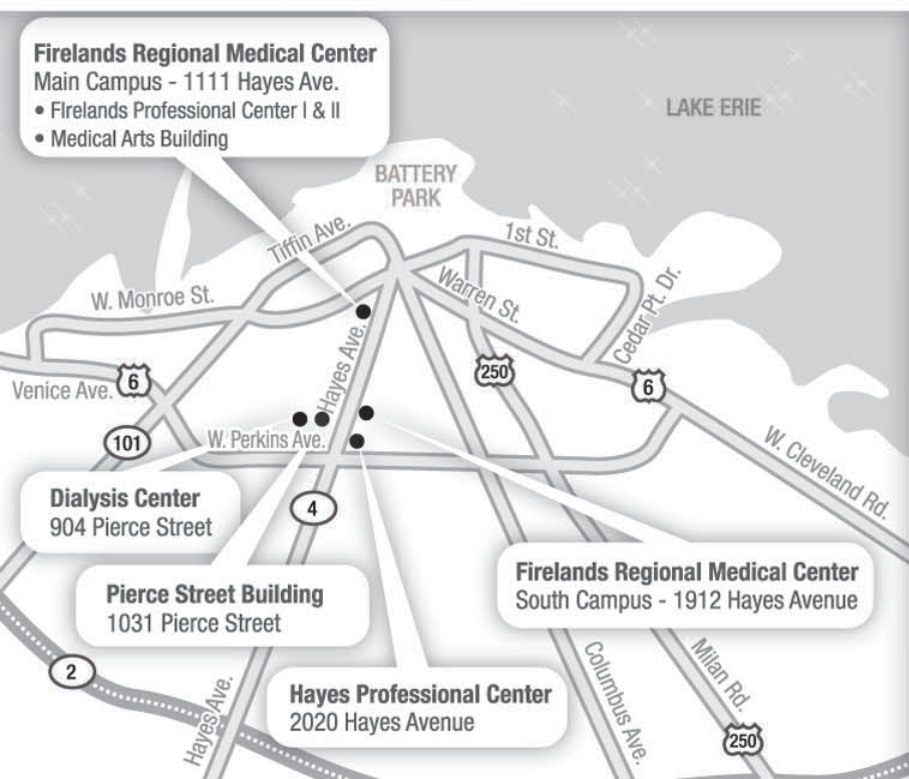 Firelands Regional Medical Center
Main Campus - 1111 Hayes Ave.
• Firelands Professional Center I & II
• Medical Arts Building
LAKE ERIE
BATTERY
PARK
Tiffin Ave.
1st St.
W. Monroe St.
Warren St.
Cedar Pt. Dr.
Hayes Ave.
250
6
Venice Ave.
6
101
W. Perkins Ave.
W. Cleveland Rd.
Dialysis Center
900 Pierce Street
4
Pierce Street Building
1031 Pierce Street
Firelands Regional Medical Center
South Campus - 1912 Hayes Avenue
2
Hayes Professional Center
2020 Hayes Avenue
Hayes Ave.
Columbus Ave.
Milan Rd.
250